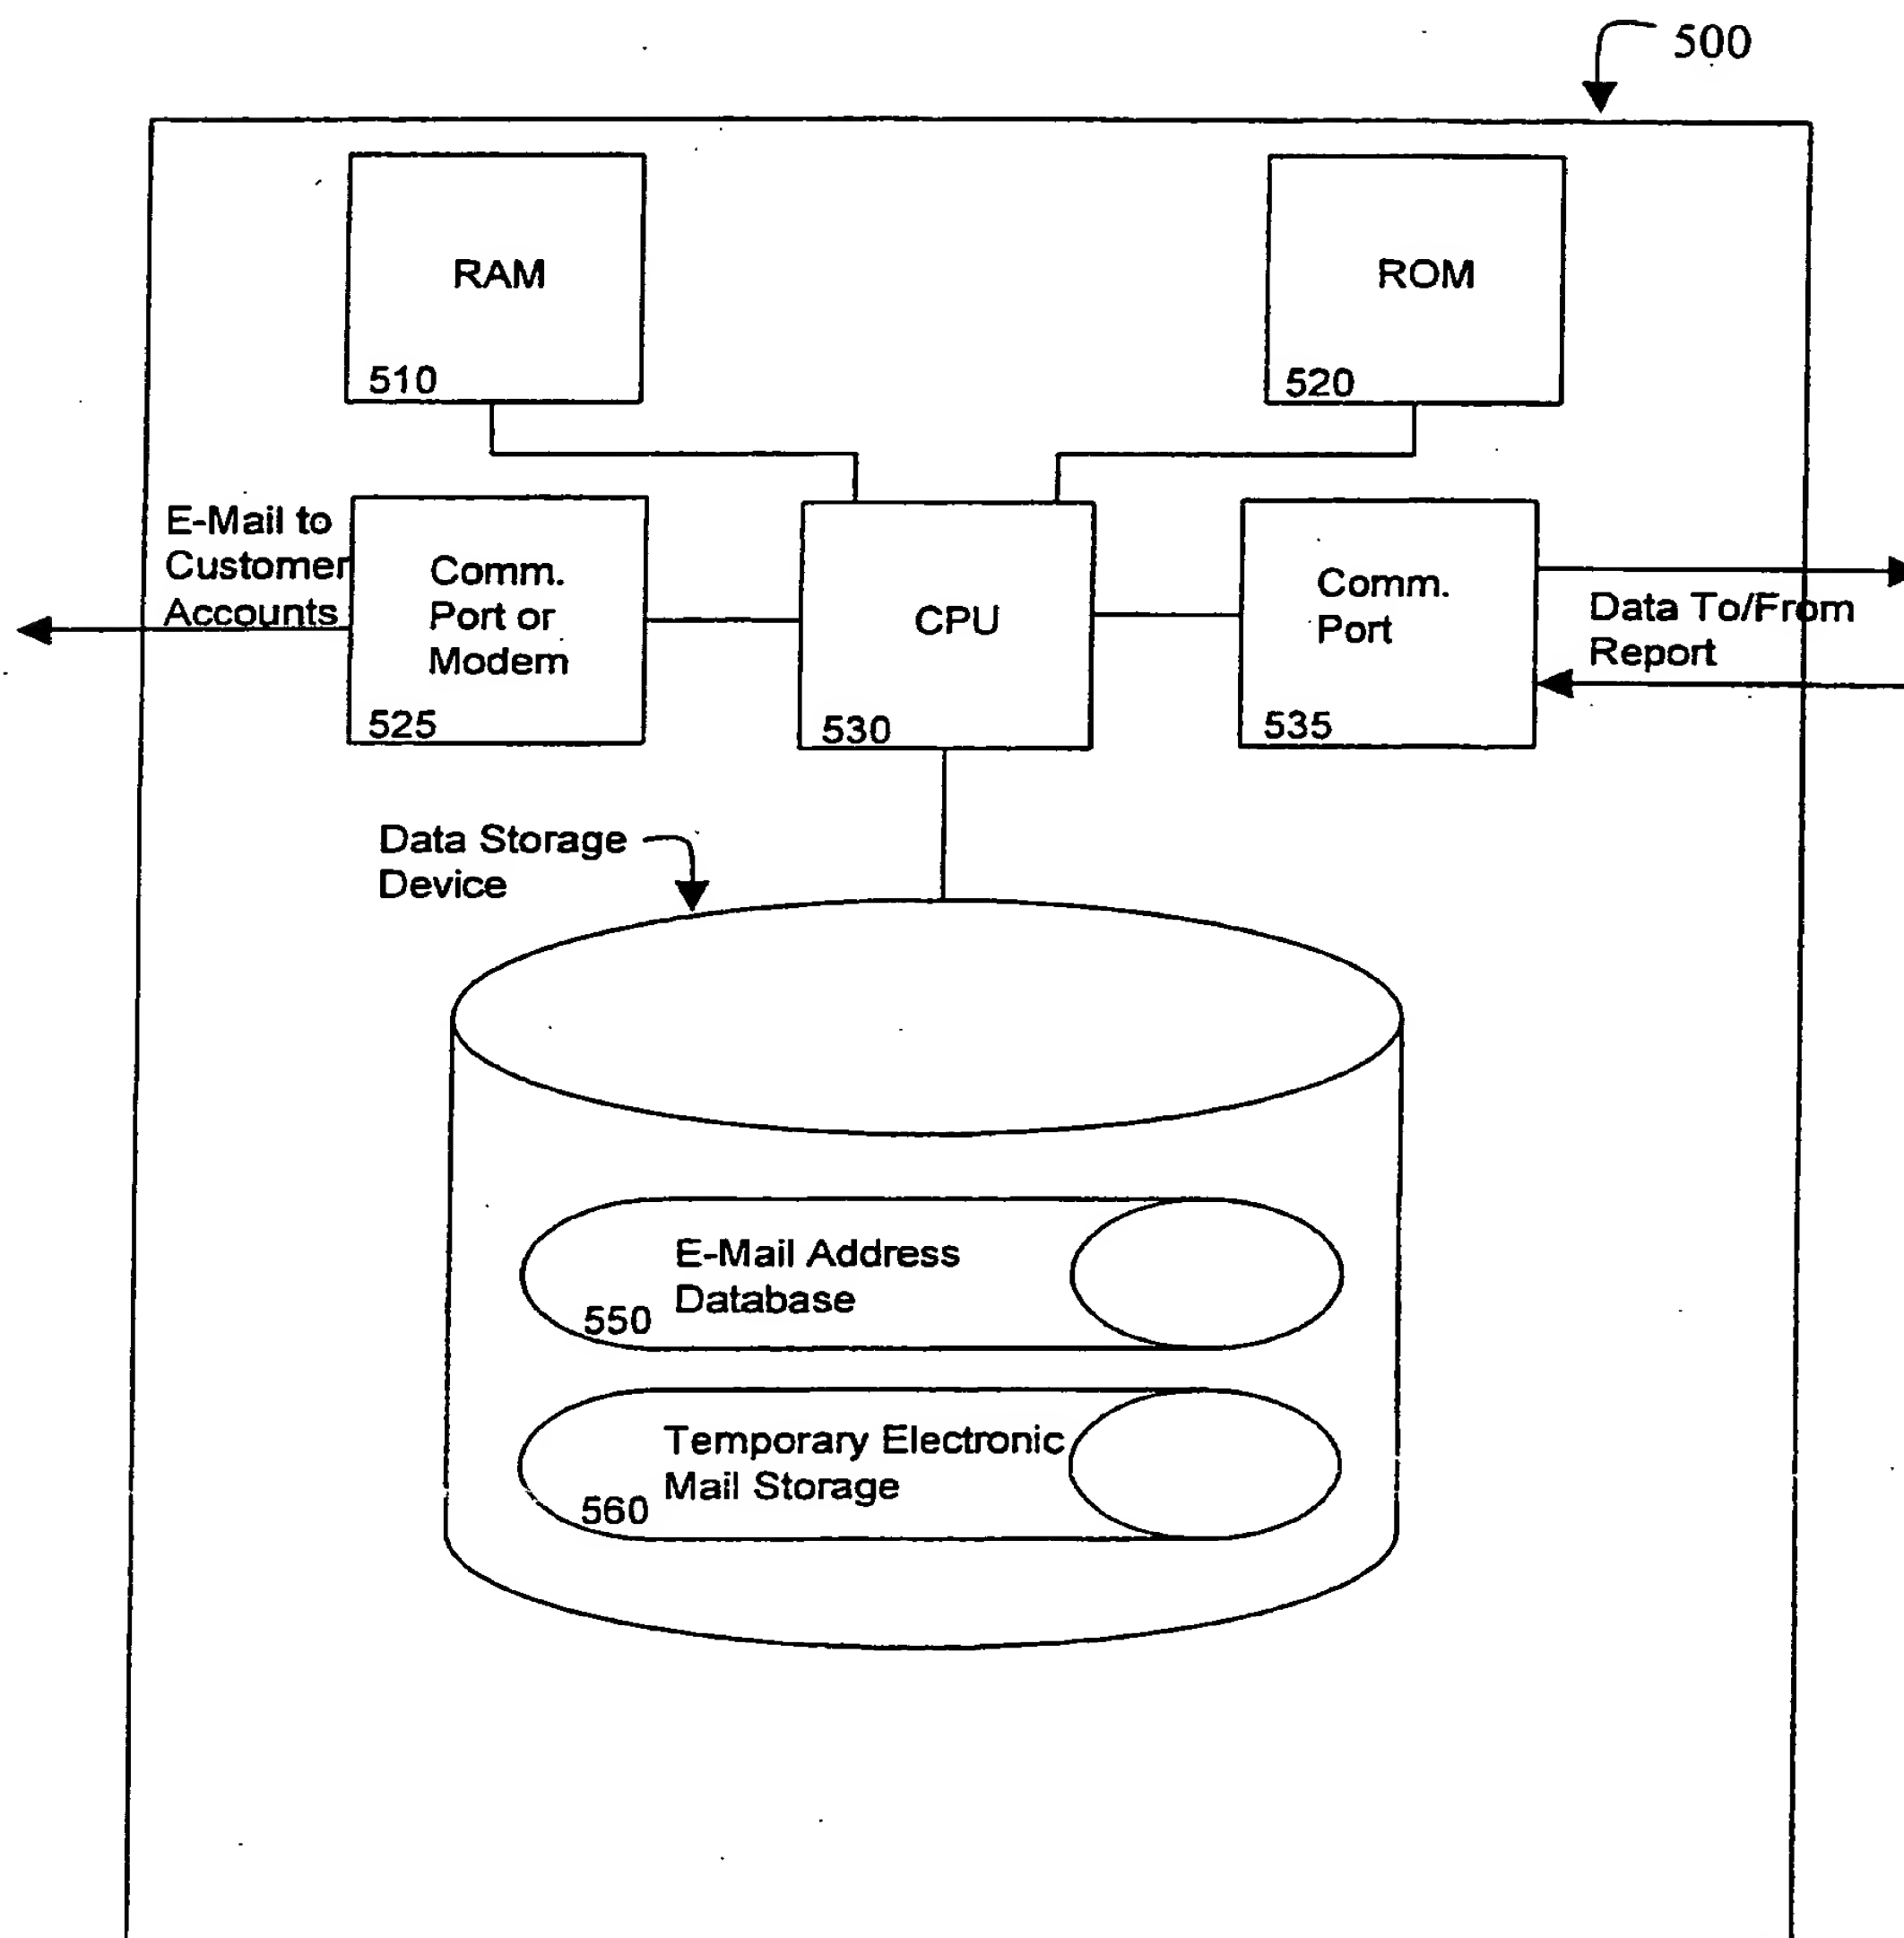 500
RAM
510
ROM
520
E-Mail to
Customer
Accounts
Comm.
Port or
Modem
525
CPU
530
Comm.
Port
535
Data To/From
Report
Data Storage
Device
E-Mail Address
Database
550
Temporary Electronic
Mail Storage
560